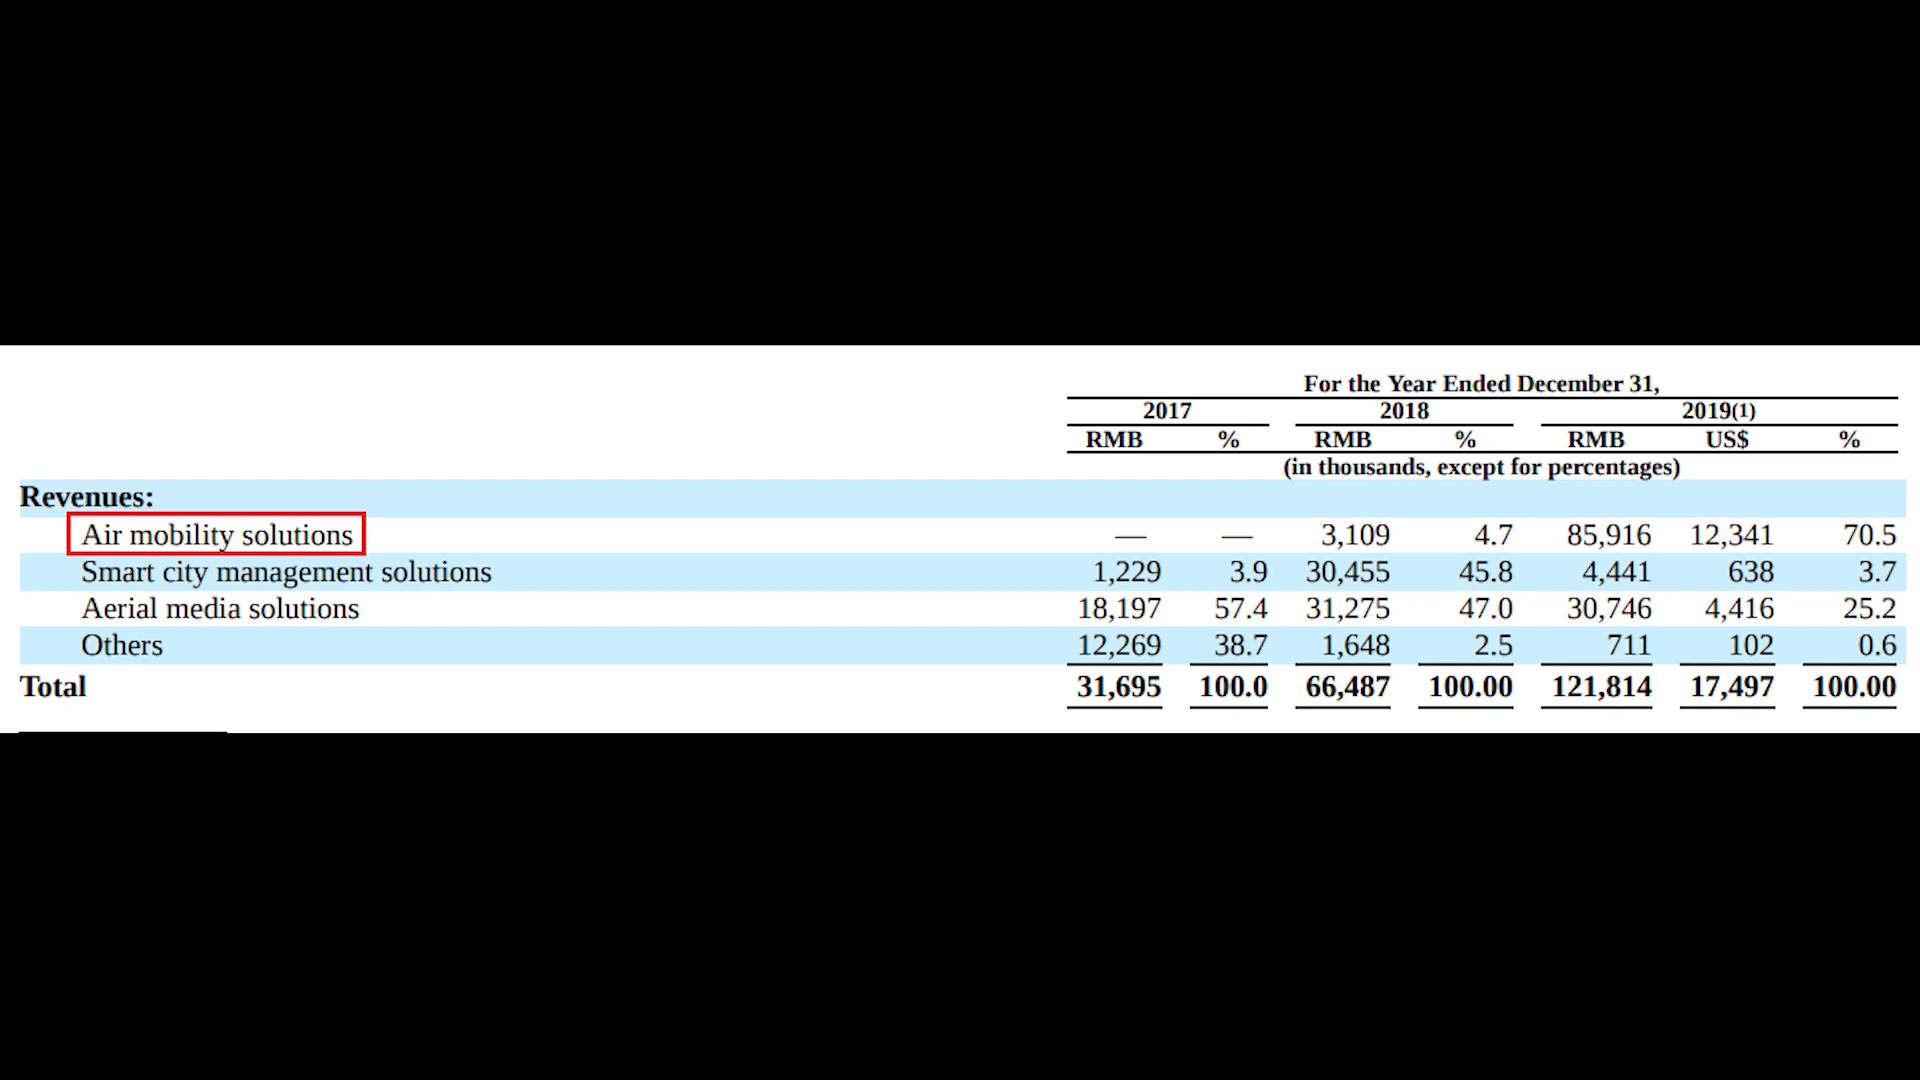 For the Year Ended December 31,
2017 2018 2019(1)
RMB % RMB % RMB US$ %
(in thousands, except for percentages)
Revenues:
Air mobility solutions — — 3,109 4.7 85,916 12,341 70.5
Smart city management solutions 1,229 3.9 30,455 45.8 4,441 638 3.7
Aerial media solutions 18,197 57.4 31,275 47.0 30,746 4,416 25.2
Others 12,269 38.7 1,648 2.5 711 102 0.6
Total 31,695 100.0 66,487 100.00 121,814 17,497 100.00